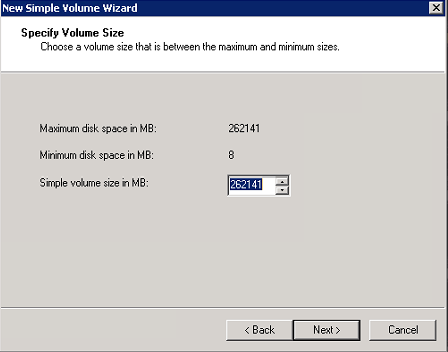 New Simple Volume Wizard
Specify Volume Size
Choose a volume size that is between the maximum and minimum sizes.
Maximum disk space in MB: 262141
Minimum disk space in MB: 8
Simple volume size in MB: 262141
< Back Next > Cancel